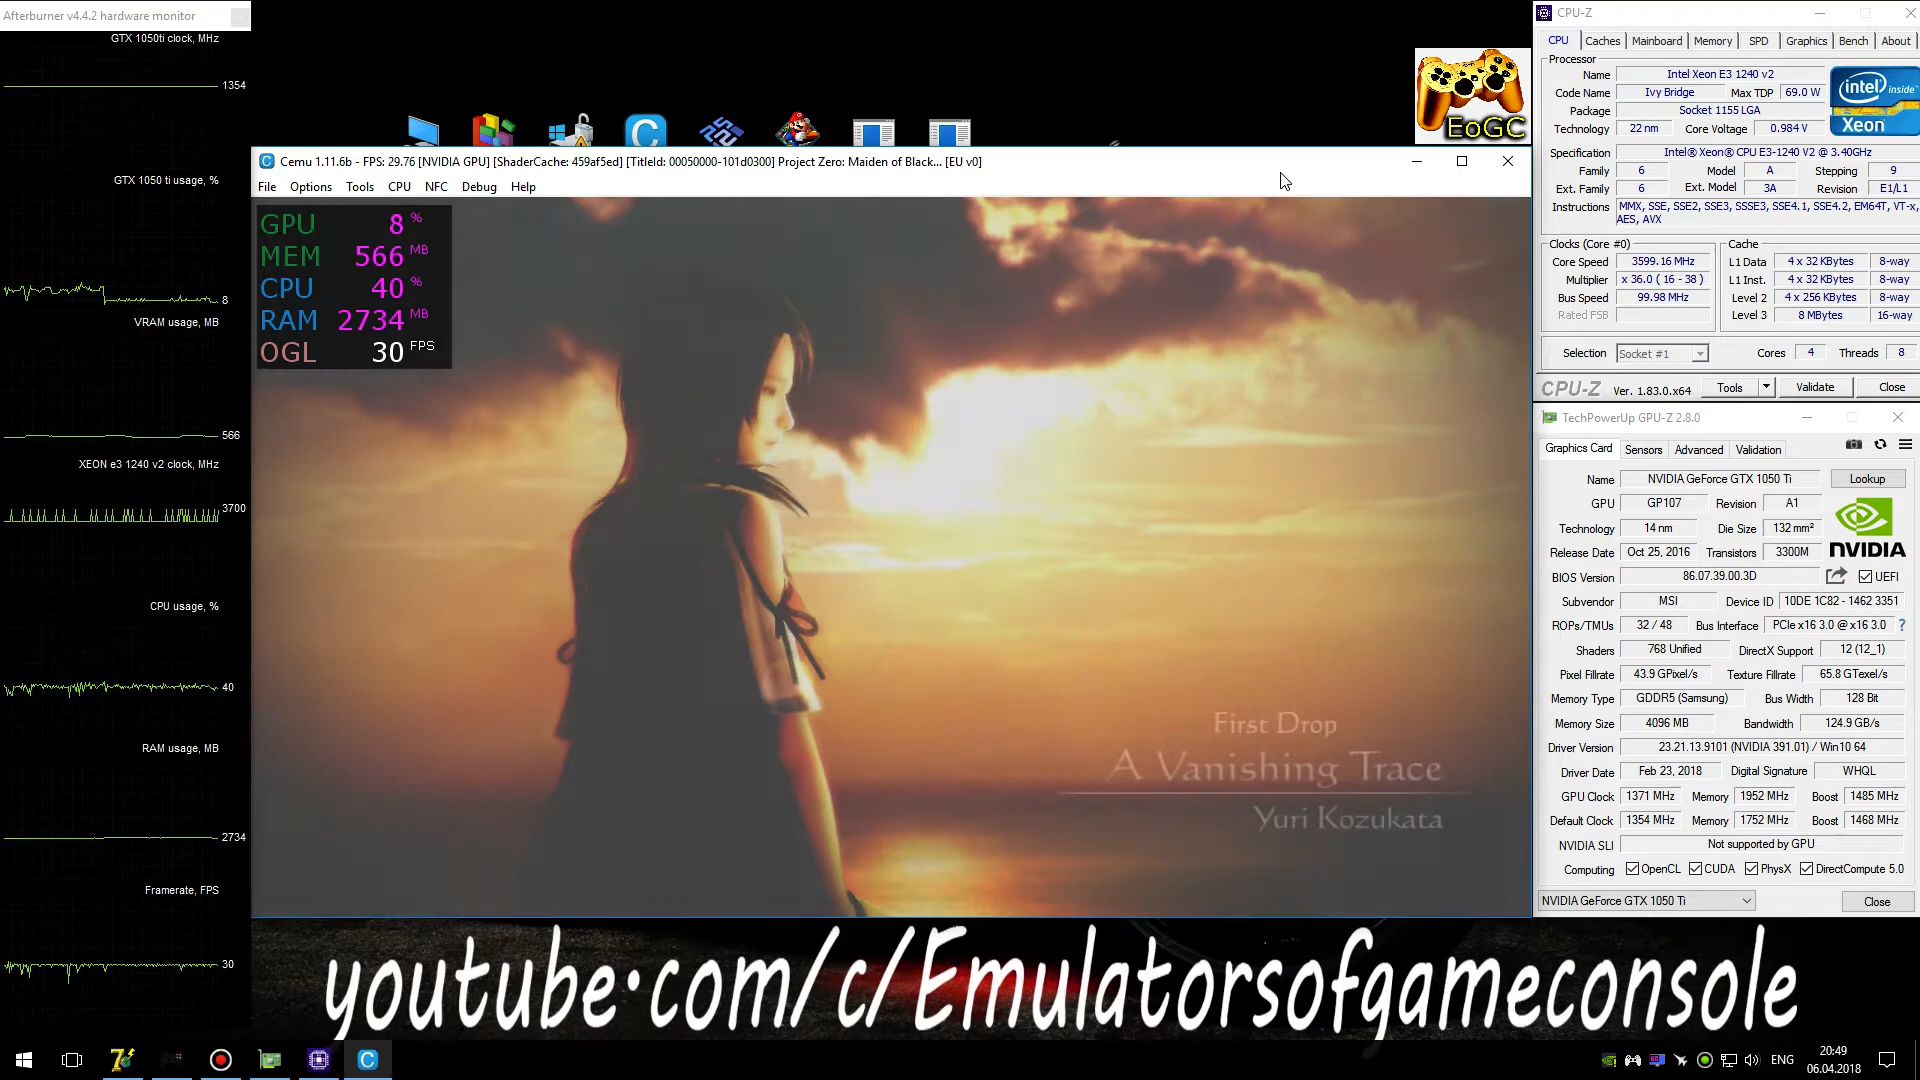 Afterburner v4.4.2 hardware monitor
GTX 1050ti clock, MHz
1354
GTX 1050 ti usage, %
8
VRAM usage, MB
566
XEON e3 1240 v2 clock, MHz
3700
CPU usage, %
40
RAM usage, MB
2734
Framerate, FPS
30
EoGC
Cemu 1.11.6b - FPS: 29.76 [NVIDIA GPU] [ShaderCache: 459af5ed] [TitleId: 00050000-101d0300] Project Zero: Maiden of Black... [EU v0]
File Options Tools CPU NFC Debug Help
GPU 8 %
MEM 566 MB
CPU 40 %
RAM 2734 MB
OGL 30 FPS
First Drop
A Vanishing Trace
Yuri Kozukata
CPU-Z
CPU Caches Mainboard Memory SPD Graphics Bench About
Processor
Name Intel Xeon E3 1240 v2
Code Name Ivy Bridge Max TDP 69.0 W
Package Socket 1155 LGA
Technology 22 nm Core Voltage 0.984 V
intel inside™
Xeon
Specification Intel® Xeon® CPU E3-1240 V2 @ 3.40GHz
Family 6 Model A Stepping 9
Ext. Family 6 Ext. Model 3A Revision E1/L1
Instructions MMX, SSE, SSE2, SSE3, SSSE3, SSE4.1, SSE4.2, EM64T, VT-x,
AES, AVX
Clocks (Core #0) Cache
Core Speed 3599.16 MHz L1 Data 4 x 32 KBytes 8-way
Multiplier x 36.0 ( 16 - 38 ) L1 Inst. 4 x 32 KBytes 8-way
Bus Speed 99.98 MHz Level 2 4 x 256 KBytes 8-way
Rated FSB Level 3 8 MBytes 16-way
Selection Socket #1 Cores 4 Threads 8
CPU-Z Ver. 1.83.0.x64 Tools Validate Close
TechPowerUp GPU-Z 2.8.0
Graphics Card Sensors Advanced Validation
Name NVIDIA GeForce GTX 1050 Ti Lookup
GPU GP107 Revision A1
Technology 14 nm Die Size 132 mm²
Release Date Oct 25, 2016 Transistors 3300M
NVIDIA
BIOS Version 86.07.39.00.3D UEFI
Subvendor MSI Device ID 10DE 1C82 - 1462 3351
ROPs/TMUs 32 / 48 Bus Interface PCIe x16 3.0 @ x16 3.0 ?
Shaders 768 Unified DirectX Support 12 (12_1)
Pixel Fillrate 43.9 GPixel/s Texture Fillrate 65.8 GTexel/s
Memory Type GDDR5 (Samsung) Bus Width 128 Bit
Memory Size 4096 MB Bandwidth 124.9 GB/s
Driver Version 23.21.13.9101 (NVIDIA 391.01) / Win10 64
Driver Date Feb 23, 2018 Digital Signature WHQL
GPU Clock 1371 MHz Memory 1952 MHz Boost 1485 MHz
Default Clock 1354 MHz Memory 1752 MHz Boost 1468 MHz
NVIDIA SLI Not supported by GPU
Computing OpenCL CUDA PhysX DirectCompute 5.0
NVIDIA GeForce GTX 1050 Ti Close
youtube.com/c/Emulatorsofgameconsole
ENG
20:49
06.04.2018